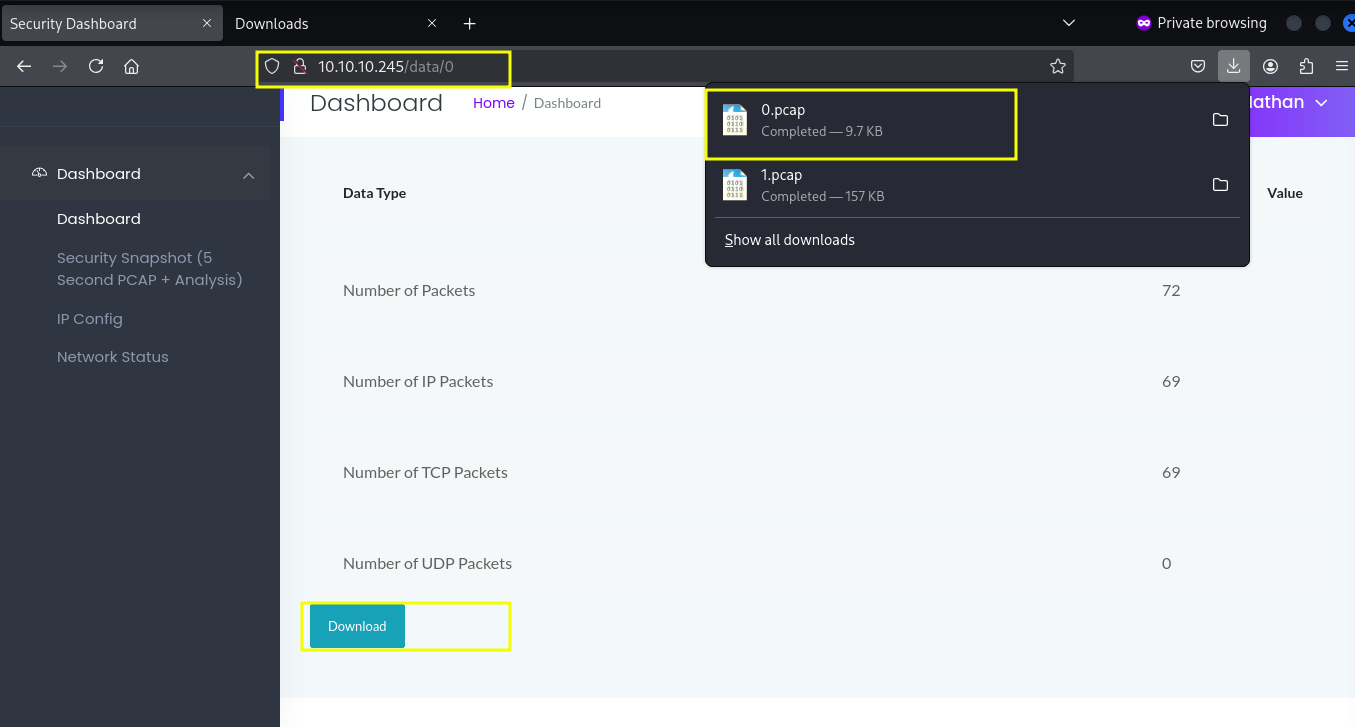 Security Dashboard
Downloads
Private browsing
10.10.10.245/data/0
Dashboard
Home / Dashboard
0.pcap
Completed — 9.7 KB
1.pcap
Completed — 157 KB
Show all downloads
athan
Dashboard
Dashboard
Security Snapshot (5
Second PCAP + Analysis)
IP Config
Network Status
Data Type
Value
Number of Packets
72
Number of IP Packets
69
Number of TCP Packets
69
Number of UDP Packets
0
Download